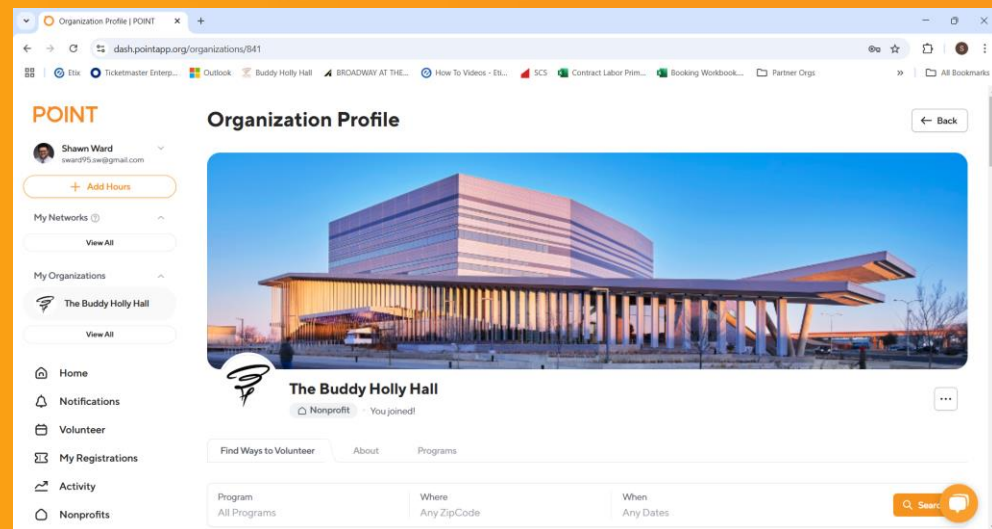 Organization Profile | POINT
dash.pointapp.org/organizations/841
Etix
Ticketmaster Enterp...
Outlook
Buddy Holly Hall
BROADWAY AT THE...
How To Videos - Eti...
SCS
Contract Labor Prim...
Booking Workbook...
Partner Orgs
All Bookmarks
POINT
Shawn Ward
sward95.sw@gmail.com
+ Add Hours
My Networks
View All
My Organizations
The Buddy Holly Hall
View All
Home
Notifications
Volunteer
My Registrations
Activity
Nonprofits
Organization Profile
← Back
The Buddy Holly Hall
Nonprofit · You joined!
Find Ways to Volunteer
About
Programs
Program
All Programs
Where
Any ZipCode
When
Any Dates